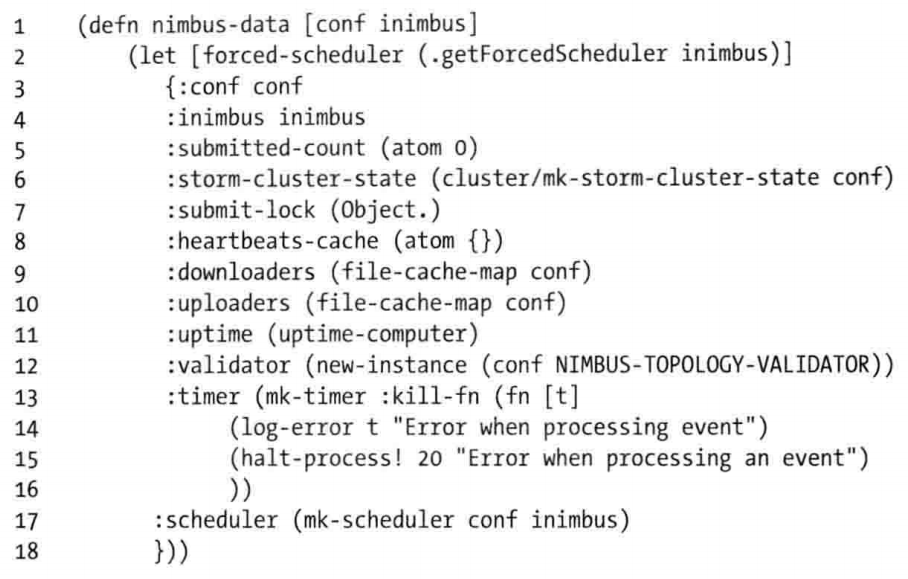 1 (defn nimbus-data [conf inimbus]
2 (let [forced-scheduler (.getForcedScheduler inimbus)]
3 {:conf conf
4 :inimbus inimbus
5 :submitted-count (atom 0)
6 :storm-cluster-state (cluster/mk-storm-cluster-state conf)
7 :submit-lock (Object.)
8 :heartbeats-cache (atom {})
9 :downloaders (file-cache-map conf)
10 :uploaders (file-cache-map conf)
11 :uptime (uptime-computer)
12 :validator (new-instance (conf NIMBUS-TOPOLOGY-VALIDATOR))
13 :timer (mk-timer :kill-fn (fn [t]
14 (log-error t "Error when processing event")
15 (halt-process! 20 "Error when processing an event")
16 ))
17 :scheduler (mk-scheduler conf inimbus)
18 }))